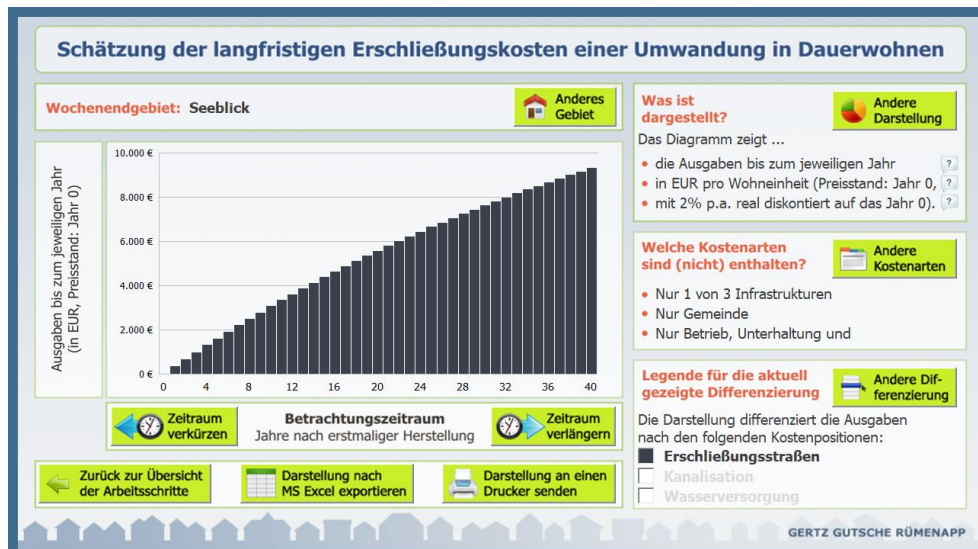 Schätzung der langfristigen Erschließungskosten einer Umwandung in Dauerwohnen
Wochenendgebiet: Seeblick
Anderes
Gebiet
Ausgaben bis zum jeweiligen Jahr
(in EUR, Preisstand: Jahr 0)
10.000 €
8.000 €
6.000 €
4.000 €
2.000 €
0 €
0 4 8 12 16 20 24 28 32 36 40
Zeitraum
verkürzen
Betrachtungszeitraum
Jahre nach erstmaliger Herstellung
Zeitraum
verlängern
Zurück zur Übersicht
der Arbeitsschritte
Darstellung nach
MS Excel exportieren
Darstellung an einen
Drucker senden
Was ist
dargestellt?
Andere
Darstellung
Das Diagramm zeigt ...
• die Ausgaben bis zum jeweiligen Jahr ?
• in EUR pro Wohneinheit (Preisstand: Jahr 0, ?
• mit 2% p.a. real diskontiert auf das Jahr 0). ?
Welche Kostenarten
sind (nicht) enthalten?
Andere
Kostenarten
• Nur 1 von 3 Infrastrukturen
• Nur Gemeinde
• Nur Betrieb, Unterhaltung und
Legende für die aktuell
gezeigte Differenzierung
Andere Dif-
ferenzierung
Die Darstellung differenziert die Ausgaben
nach den folgenden Kostenpositionen:
Erschließungsstraßen
Kanalisation
Wasserversorgung
GERTZ GUTSCHE RÜMENAPP